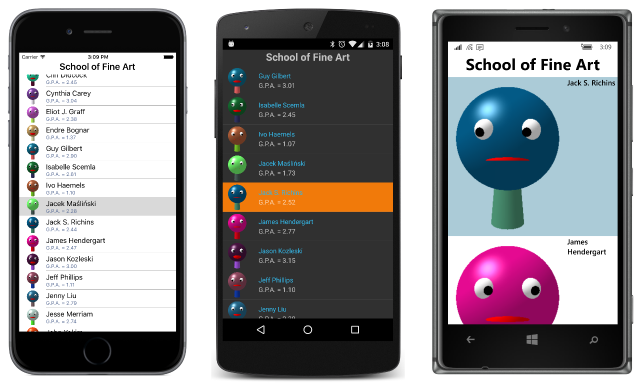 Carrier
3:09 PM
School of Fine Art
Chri Didcock
G.P.A. = 2.45
Cynthia Carey
G.P.A. = 3.04
Eliot J. Graff
G.P.A. = 2.38
Endre Bognar
G.P.A. = 1.37
Guy Gilbert
G.P.A. = 2.90
Isabelle Scemla
G.P.A. = 2.81
Ivo Haemels
G.P.A. = 1.10
Jacek Maśliński
G.P.A. = 2.28
Jack S. Richins
G.P.A. = 2.44
James Hendergart
G.P.A. = 2.47
Jason Kozleski
G.P.A. = 3.00
Jeff Phillips
G.P.A. = 1.11
Jenny Liu
G.P.A. = 2.79
Jesse Merriam
G.P.A. = 2.74
3:08
School of Fine Art
Guy Gilbert
G.P.A. = 3.01
Isabelle Scemla
G.P.A. = 2.45
Ivo Haemels
G.P.A. = 1.07
Jacek Maśliński
G.P.A. = 1.73
Jack S. Richins
G.P.A. = 2.52
James Hendergart
G.P.A. = 2.77
Jason Kozleski
G.P.A. = 3.15
Jeff Phillips
G.P.A. = 1.10
Jenny Liu
3:09
School of Fine Art
Jack S. Richins
James
Hendergart